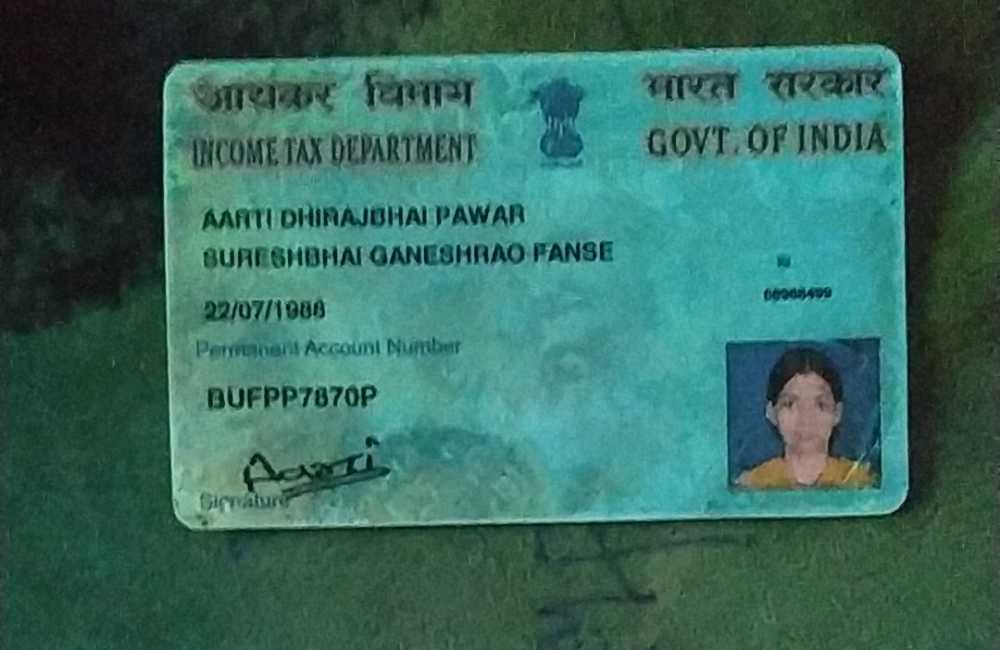 आयकर विभाग
भारत सरकार
INCOME TAX DEPARTMENT
GOVT. OF INDIA
AARTI DHIRAJBHAI PAWAR
SURESHBHAI GANESHRAO FANSE
22/07/1988
Permanent Account Number
BUFPP7870P
Aarti
Signature